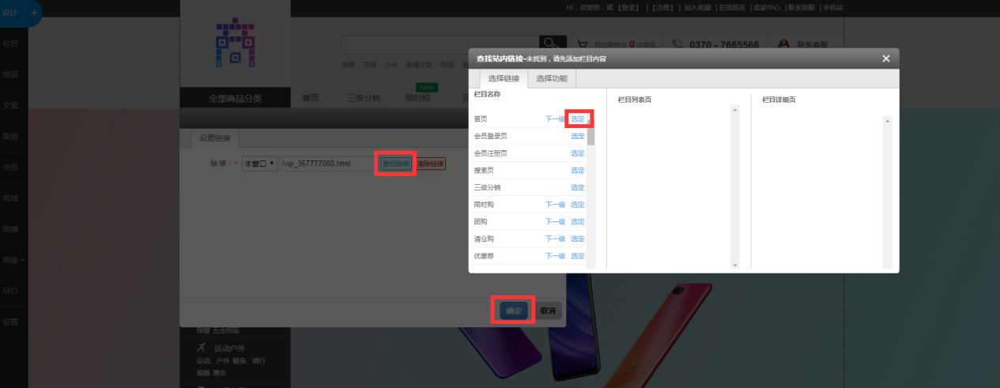 设计 +
Hi，欢迎您，请 【登录】 | 【注册】 | 加入收藏 | 在线留言 | 卖家中心 | 联系客服 | 手机站
栏目
商品
文章
图册
会员
商城
商铺
商版
SEO
设置
我的购物车 0 件商品
0370 - 7665566
联系客服
冰箱 空调 小米 海澜之家 电视
New
全部商品分类
首页
三级分销
限时购
设置链接
链 接： * 本窗口 /vip_357777080.html 查找链接 清除链接
确定 取消
查找站内链接-未找到，请先添加栏目内容
选择链接 选择功能
栏目名称
栏目列表页
栏目详细页
首页 下一级 选定
会员登录页 选定
会员注册页 选定
搜素页 选定
三级分销 选定
限时购 下一级 选定
团购 下一级 选定
清仓购 下一级 选定
优惠券 下一级 选定
保健 五金用品
运动户外
运动、户外 健身、骑行
瑜伽 搏击